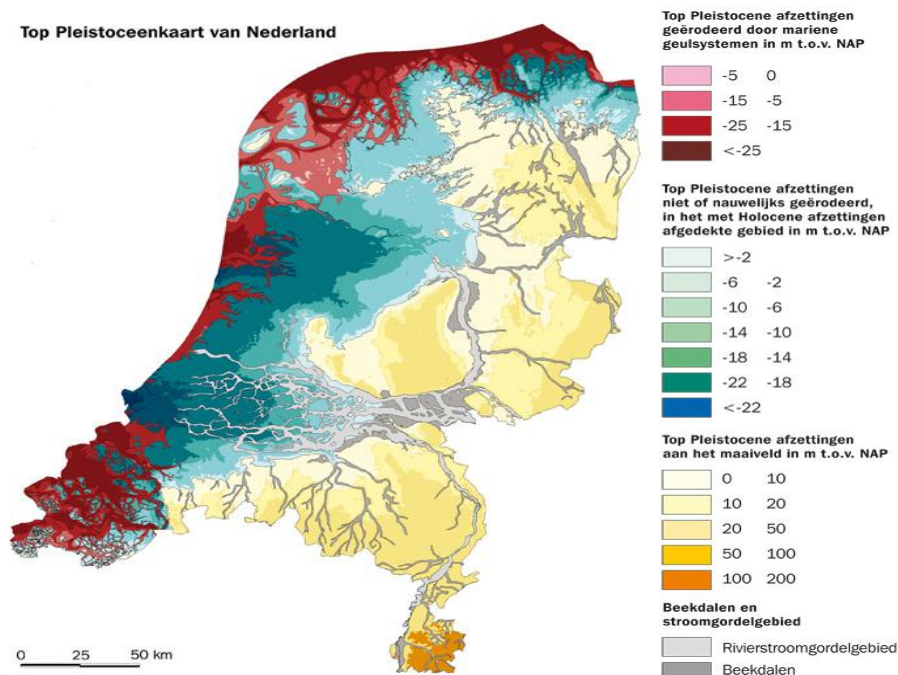 Top Pleistoceenkaart van Nederland
0 25 50 km
Top Pleistocene afzettingen
geërodeerd door mariene
geulsystemen in m t.o.v. NAP
-5 0
-15 -5
-25 -15
<-25
Top Pleistocene afzettingen
niet of nauwelijks geërodeerd,
in het met Holocene afzettingen
afgedekte gebied in m t.o.v. NAP
>-2
-6 -2
-10 -6
-14 -10
-18 -14
-22 -18
<-22
Top Pleistocene afzettingen
aan het maaiveld in m t.o.v. NAP
0 10
10 20
20 50
50 100
100 200
Beekdalen en
stroomgordelgebied
Rivierstroomgordelgebied
Beekdalen